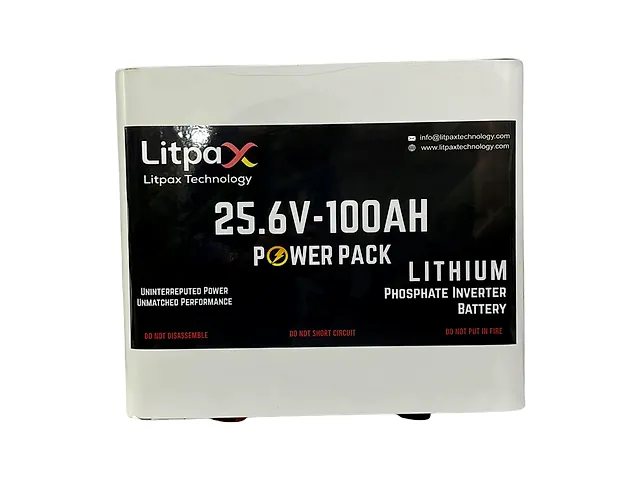 Litpax
Litpax Technology
info@litpaxtechnology.com
www.litpaxtechnology.com
25.6V-100AH
POWER PACK
LITHIUM
PHOSPHATE INVERTER
BATTERY
UNINTERREPUTED POWER
UNMATCHED PERFORMANCE
DO NOT DISASSEMBLE
DO NOT SHORT CIRCUIT
DO NOT PUT IN FIRE